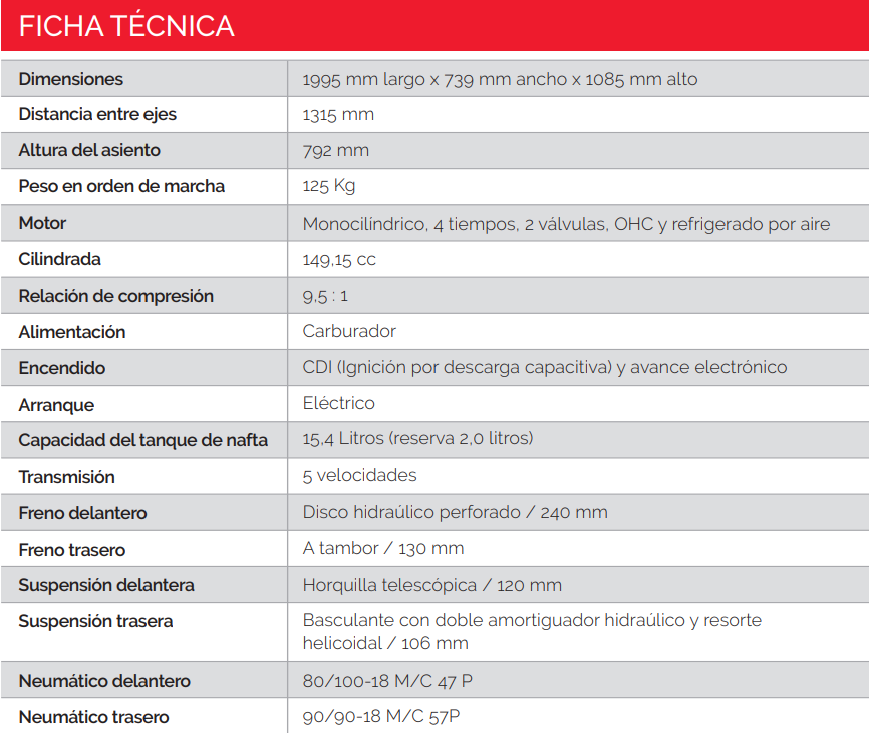 FICHA TÉCNICA
Dimensiones 1995 mm largo x 739 mm ancho x 1085 mm alto
Distancia entre ejes 1315 mm
Altura del asiento 792 mm
Peso en orden de marcha 125 Kg
Motor Monocilíndrico, 4 tiempos, 2 válvulas, OHC y refrigerado por aire
Cilindrada 149,15 cc
Relación de compresión 9,5 : 1
Alimentación Carburador
Encendido CDI (Ignición por descarga capacitiva) y avance electrónico
Arranque Eléctrico
Capacidad del tanque de nafta 15,4 Litros (reserva 2,0 litros)
Transmisión 5 velocidades
Freno delantero Disco hidraúlico perforado / 240 mm
Freno trasero A tambor / 130 mm
Suspensión delantera Horquilla telescópica / 120 mm
Suspensión trasera Basculante con doble amortiguador hidraúlico y resorte
helicoidal / 106 mm
Neumático delantero 80/100-18 M/C 47 P
Neumático trasero 90/90-18 M/C 57P